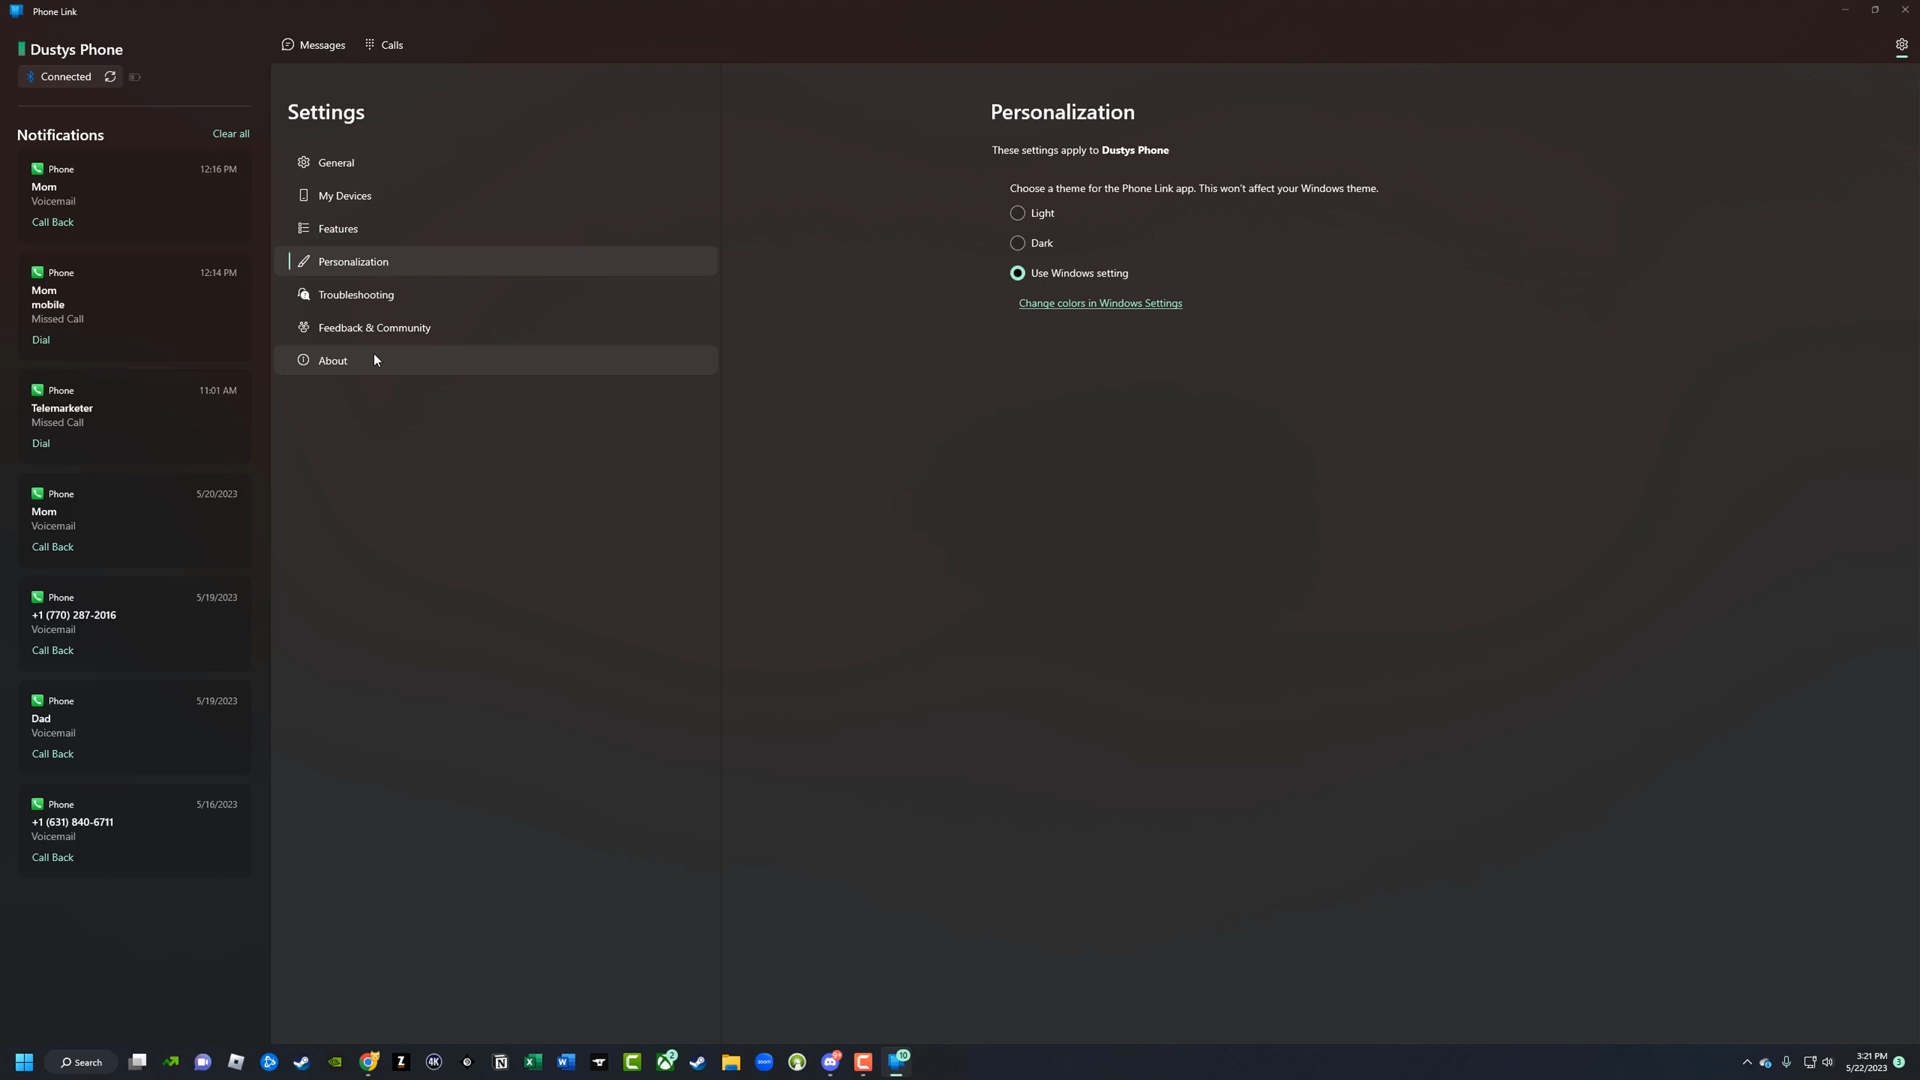 Phone Link
Dustys Phone
Connected
Messages
Calls
Notifications
Clear all
Phone 12:16 PM
Mom
Voicemail
Call Back
Phone 12:14 PM
Mom
mobile
Missed Call
Dial
Phone 11:01 AM
Telemarketer
Missed Call
Dial
Phone 5/20/2023
Mom
Voicemail
Call Back
Phone 5/19/2023
+1 (770) 287-2016
Voicemail
Call Back
Phone 5/19/2023
Dad
Voicemail
Call Back
Phone 5/16/2023
+1 (631) 840-6711
Voicemail
Call Back
Settings
General
My Devices
Features
Personalization
Troubleshooting
Feedback & Community
About
Personalization
These settings apply to Dustys Phone
Choose a theme for the Phone Link app. This won't affect your Windows theme.
Light
Dark
Use Windows setting
Change colors in Windows Settings
Search
Z
4K
zoom
2
9+
10
3:21 PM
5/22/2023
3